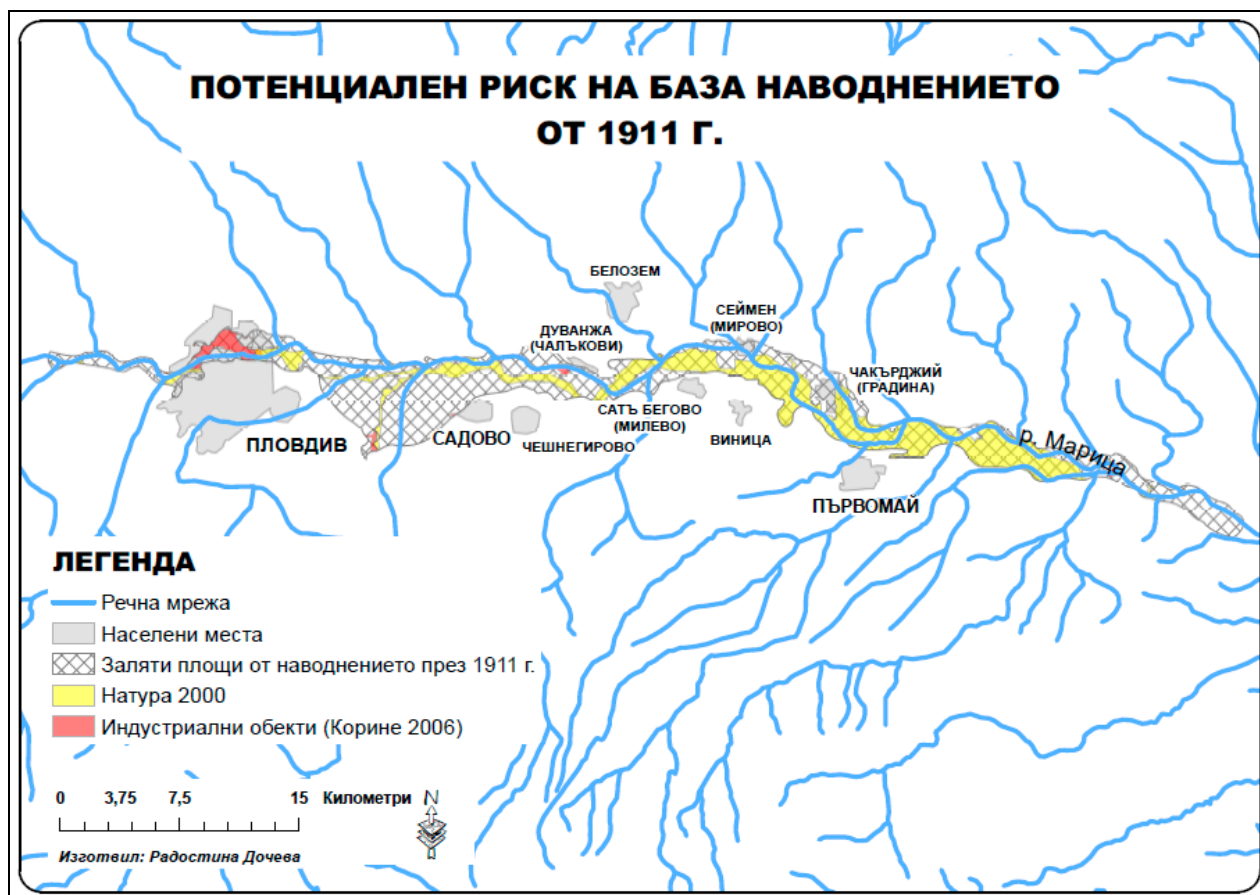 ПОТЕНЦИАЛЕН РИСК НА БАЗА НАВОДНЕНИЕТО
ОТ 1911 Г.
БЕЛОЗЕМ
СЕЙМЕН
(МИРОВО)
ДУВАНЖА
(ЧАЛЪКОВИ)
ЧАКЪРДЖИЙ
(ГРАДИНА)
САТЪ БЕГОВО
(МИЛЕВО)
ПЛОВДИВ
САДОВО
ЧЕШНЕГИРОВО
ВИНИЦА
р. Марица
ПЪРВОМАЙ
ЛЕГЕНДА
Речна мрежа
Населени места
Заляти площи от наводнението през 1911 г.
Натура 2000
Индустриални обекти (Корине 2006)
0 3,75 7,5 15 Километри
N
Изготвил: Радостина Дочева